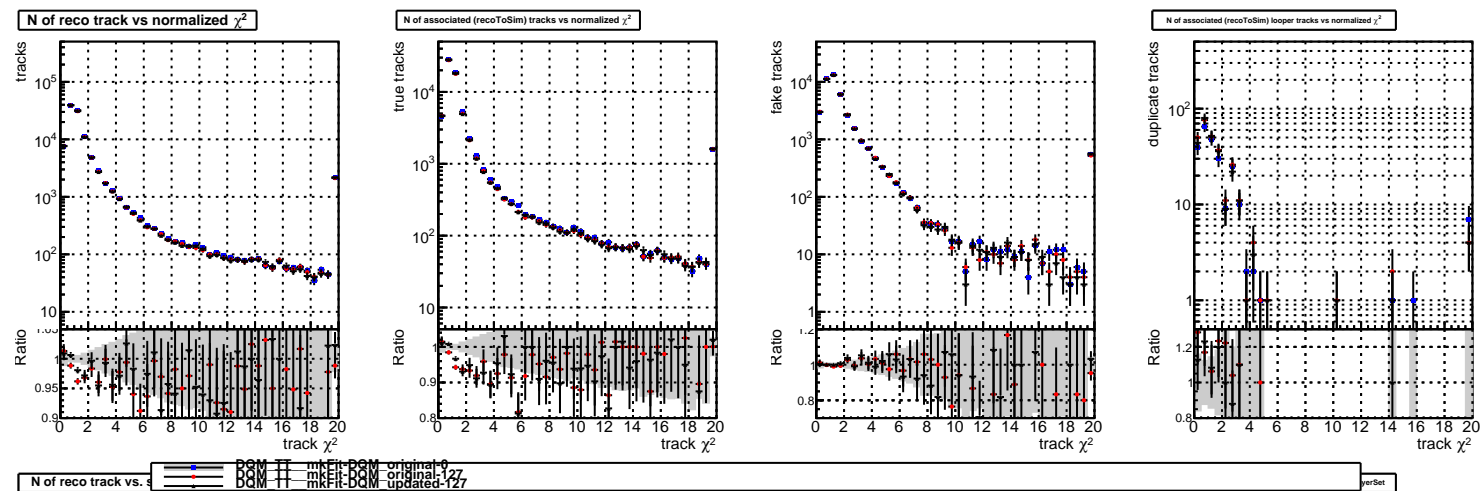 N of reco track vs normalized χ²
N of associated (recoToSim) tracks vs normalized χ²
N of associated (recoToSim) looper tracks vs normalized χ²
tracks
10⁵
10⁴
10³
10²
10
Ratio
1
0.95
0.9
0 2 4 6 8 10 12 14 16 18 20
track χ²
true tracks
10⁴
10³
10²
10
Ratio
1
0.9
0.8
0 2 4 6 8 10 12 14 16 18 20
track χ²
fake tracks
10⁴
10³
10²
10
1
Ratio
1.2
1
0.8
0 2 4 6 8 10 12 14 16 18 20
track χ²
duplicate tracks
10²
10
1
Ratio
1.2
1
0.8
0 2 4 6 8 10 12 14 16 18 20
track χ²
N of reco track vs. s
DQM_TT__mkFit-DQM_original-0
DQM_TT__mkFit-DQM_original-127
DQM_TT__mkFit-DQM_updated-127
yerSet